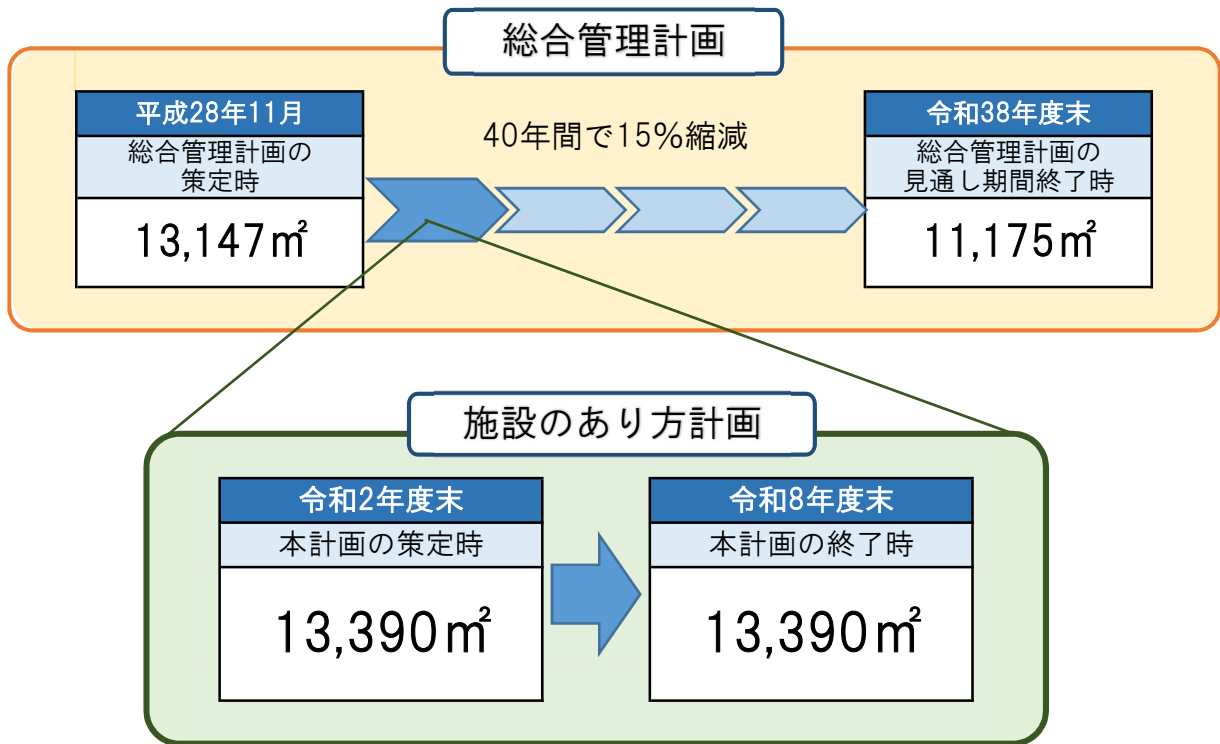 総合管理計画
平成28年11月
総合管理計画の
策定時
13,147㎡
40年間で15%縮減
令和38年度末
総合管理計画の
見通し期間終了時
11,175㎡
施設のあり方計画
令和2年度末
本計画の策定時
13,390㎡
令和8年度末
本計画の終了時
13,390㎡